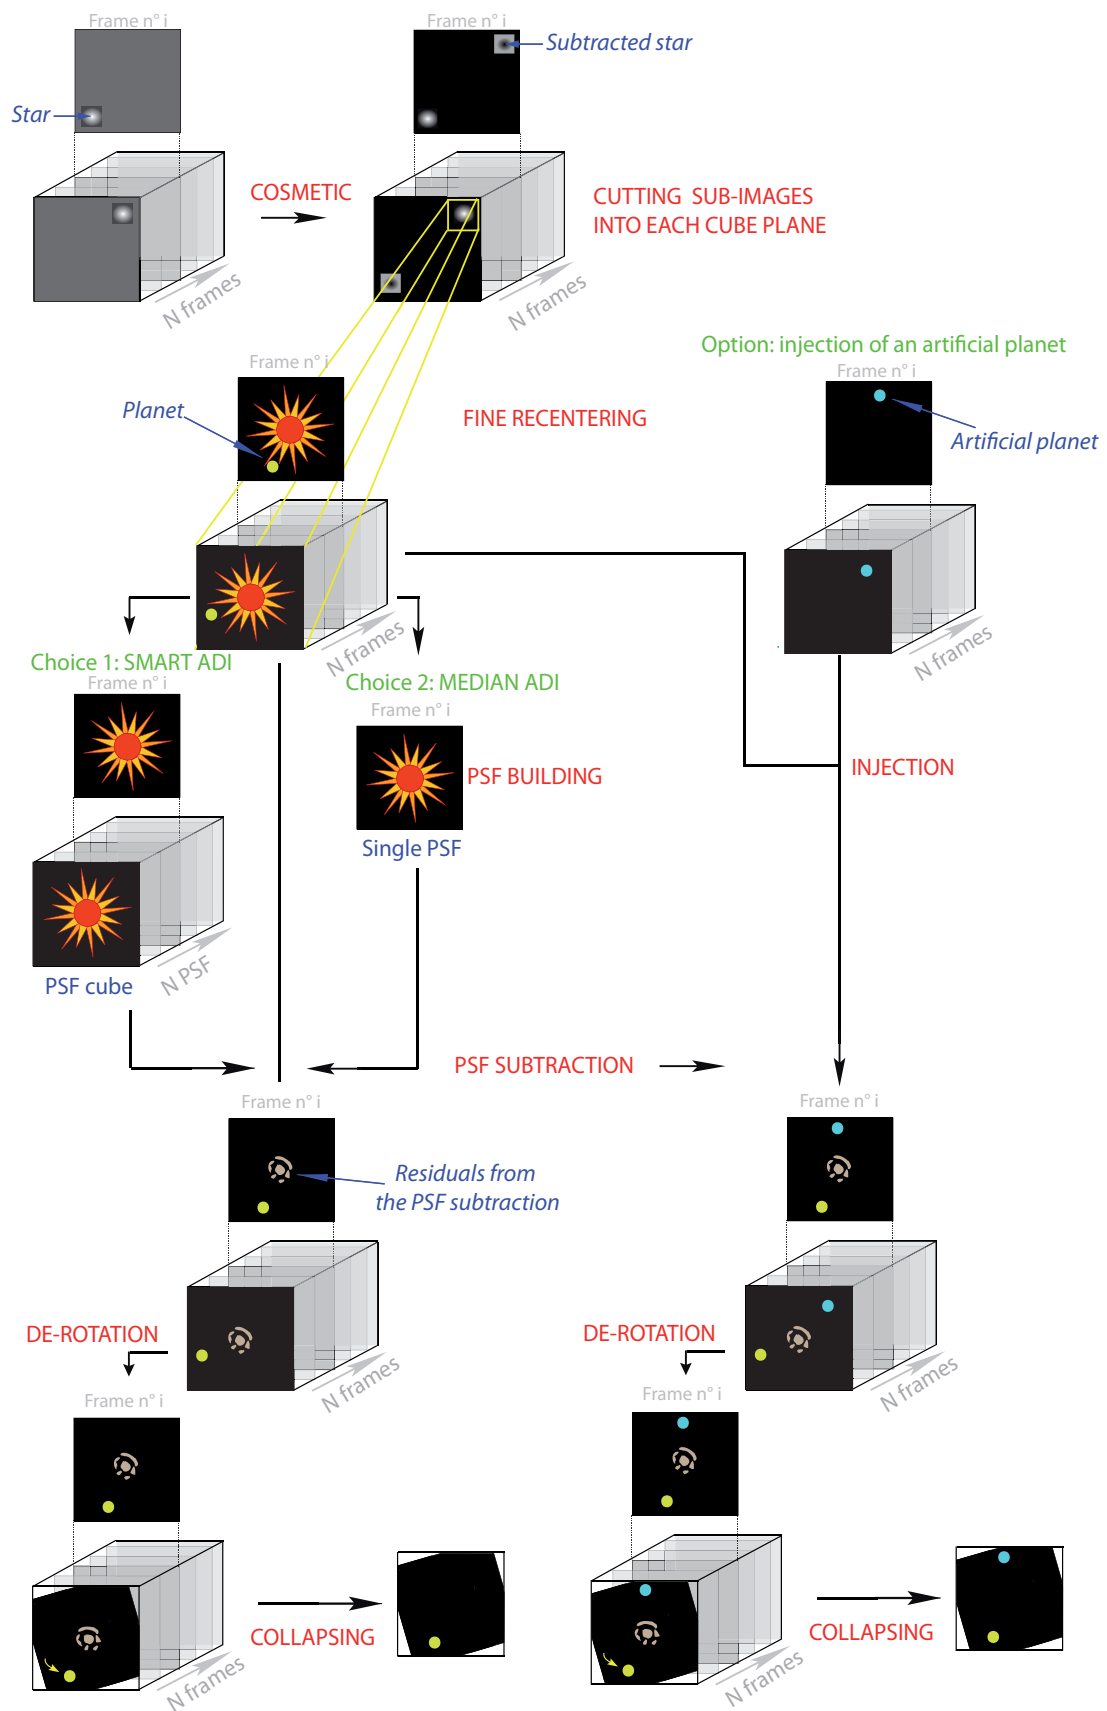 Frame n° i
Frame n° i
Subtracted star
Star
COSMETIC
CUTTING SUB-IMAGES
INTO EACH CUBE PLANE
N frames
N frames
Option: injection of an artificial planet
Frame n° i
Frame n° i
Planet
FINE RECENTERING
Artificial planet
N frames
N frames
Choice 1: SMART ADI
Frame n° i
Choice 2: MEDIAN ADI
Frame n° i
PSF BUILDING
INJECTION
Single PSF
N PSF
PSF cube
PSF SUBTRACTION
Frame n° i
Frame n° i
Residuals from
the PSF subtraction
DE-ROTATION
DE-ROTATION
N frames
N frames
Frame n° i
Frame n° i
COLLAPSING
COLLAPSING
N frames
N frames